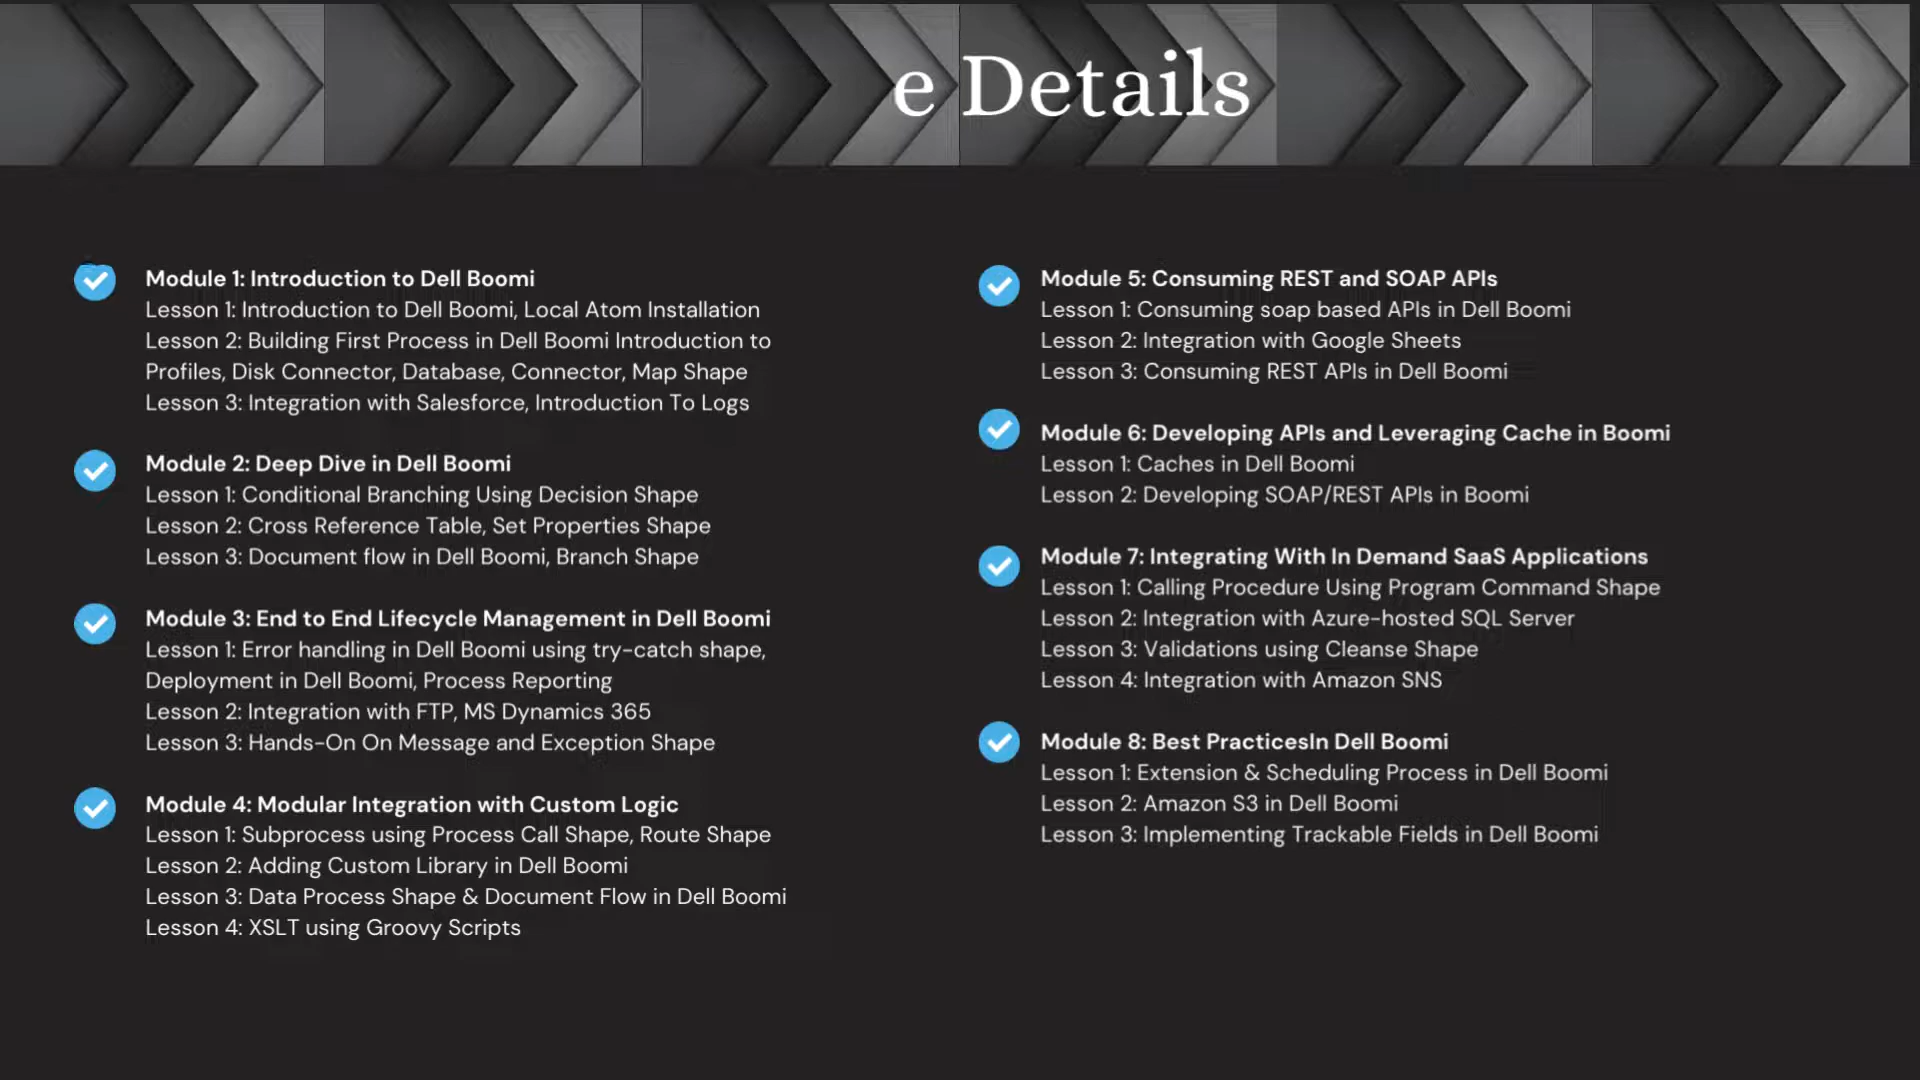 e Details
Module 1: Introduction to Dell Boomi
Lesson 1: Introduction to Dell Boomi, Local Atom Installation
Lesson 2: Building First Process in Dell Boomi Introduction to
Profiles, Disk Connector, Database, Connector, Map Shape
Lesson 3: Integration with Salesforce, Introduction To Logs
Module 2: Deep Dive in Dell Boomi
Lesson 1: Conditional Branching Using Decision Shape
Lesson 2: Cross Reference Table, Set Properties Shape
Lesson 3: Document flow in Dell Boomi, Branch Shape
Module 3: End to End Lifecycle Management in Dell Boomi
Lesson 1: Error handling in Dell Boomi using try-catch shape,
Deployment in Dell Boomi, Process Reporting
Lesson 2: Integration with FTP, MS Dynamics 365
Lesson 3: Hands-On On Message and Exception Shape
Module 4: Modular Integration with Custom Logic
Lesson 1: Subprocess using Process Call Shape, Route Shape
Lesson 2: Adding Custom Library in Dell Boomi
Lesson 3: Data Process Shape & Document Flow in Dell Boomi
Lesson 4: XSLT using Groovy Scripts
Module 5: Consuming REST and SOAP APIs
Lesson 1: Consuming soap based APIs in Dell Boomi
Lesson 2: Integration with Google Sheets
Lesson 3: Consuming REST APIs in Dell Boomi
Module 6: Developing APIs and Leveraging Cache in Boomi
Lesson 1: Caches in Dell Boomi
Lesson 2: Developing SOAP/REST APIs in Boomi
Module 7: Integrating With In Demand SaaS Applications
Lesson 1: Calling Procedure Using Program Command Shape
Lesson 2: Integration with Azure-hosted SQL Server
Lesson 3: Validations using Cleanse Shape
Lesson 4: Integration with Amazon SNS
Module 8: Best PracticesIn Dell Boomi
Lesson 1: Extension & Scheduling Process in Dell Boomi
Lesson 2: Amazon S3 in Dell Boomi
Lesson 3: Implementing Trackable Fields in Dell Boomi